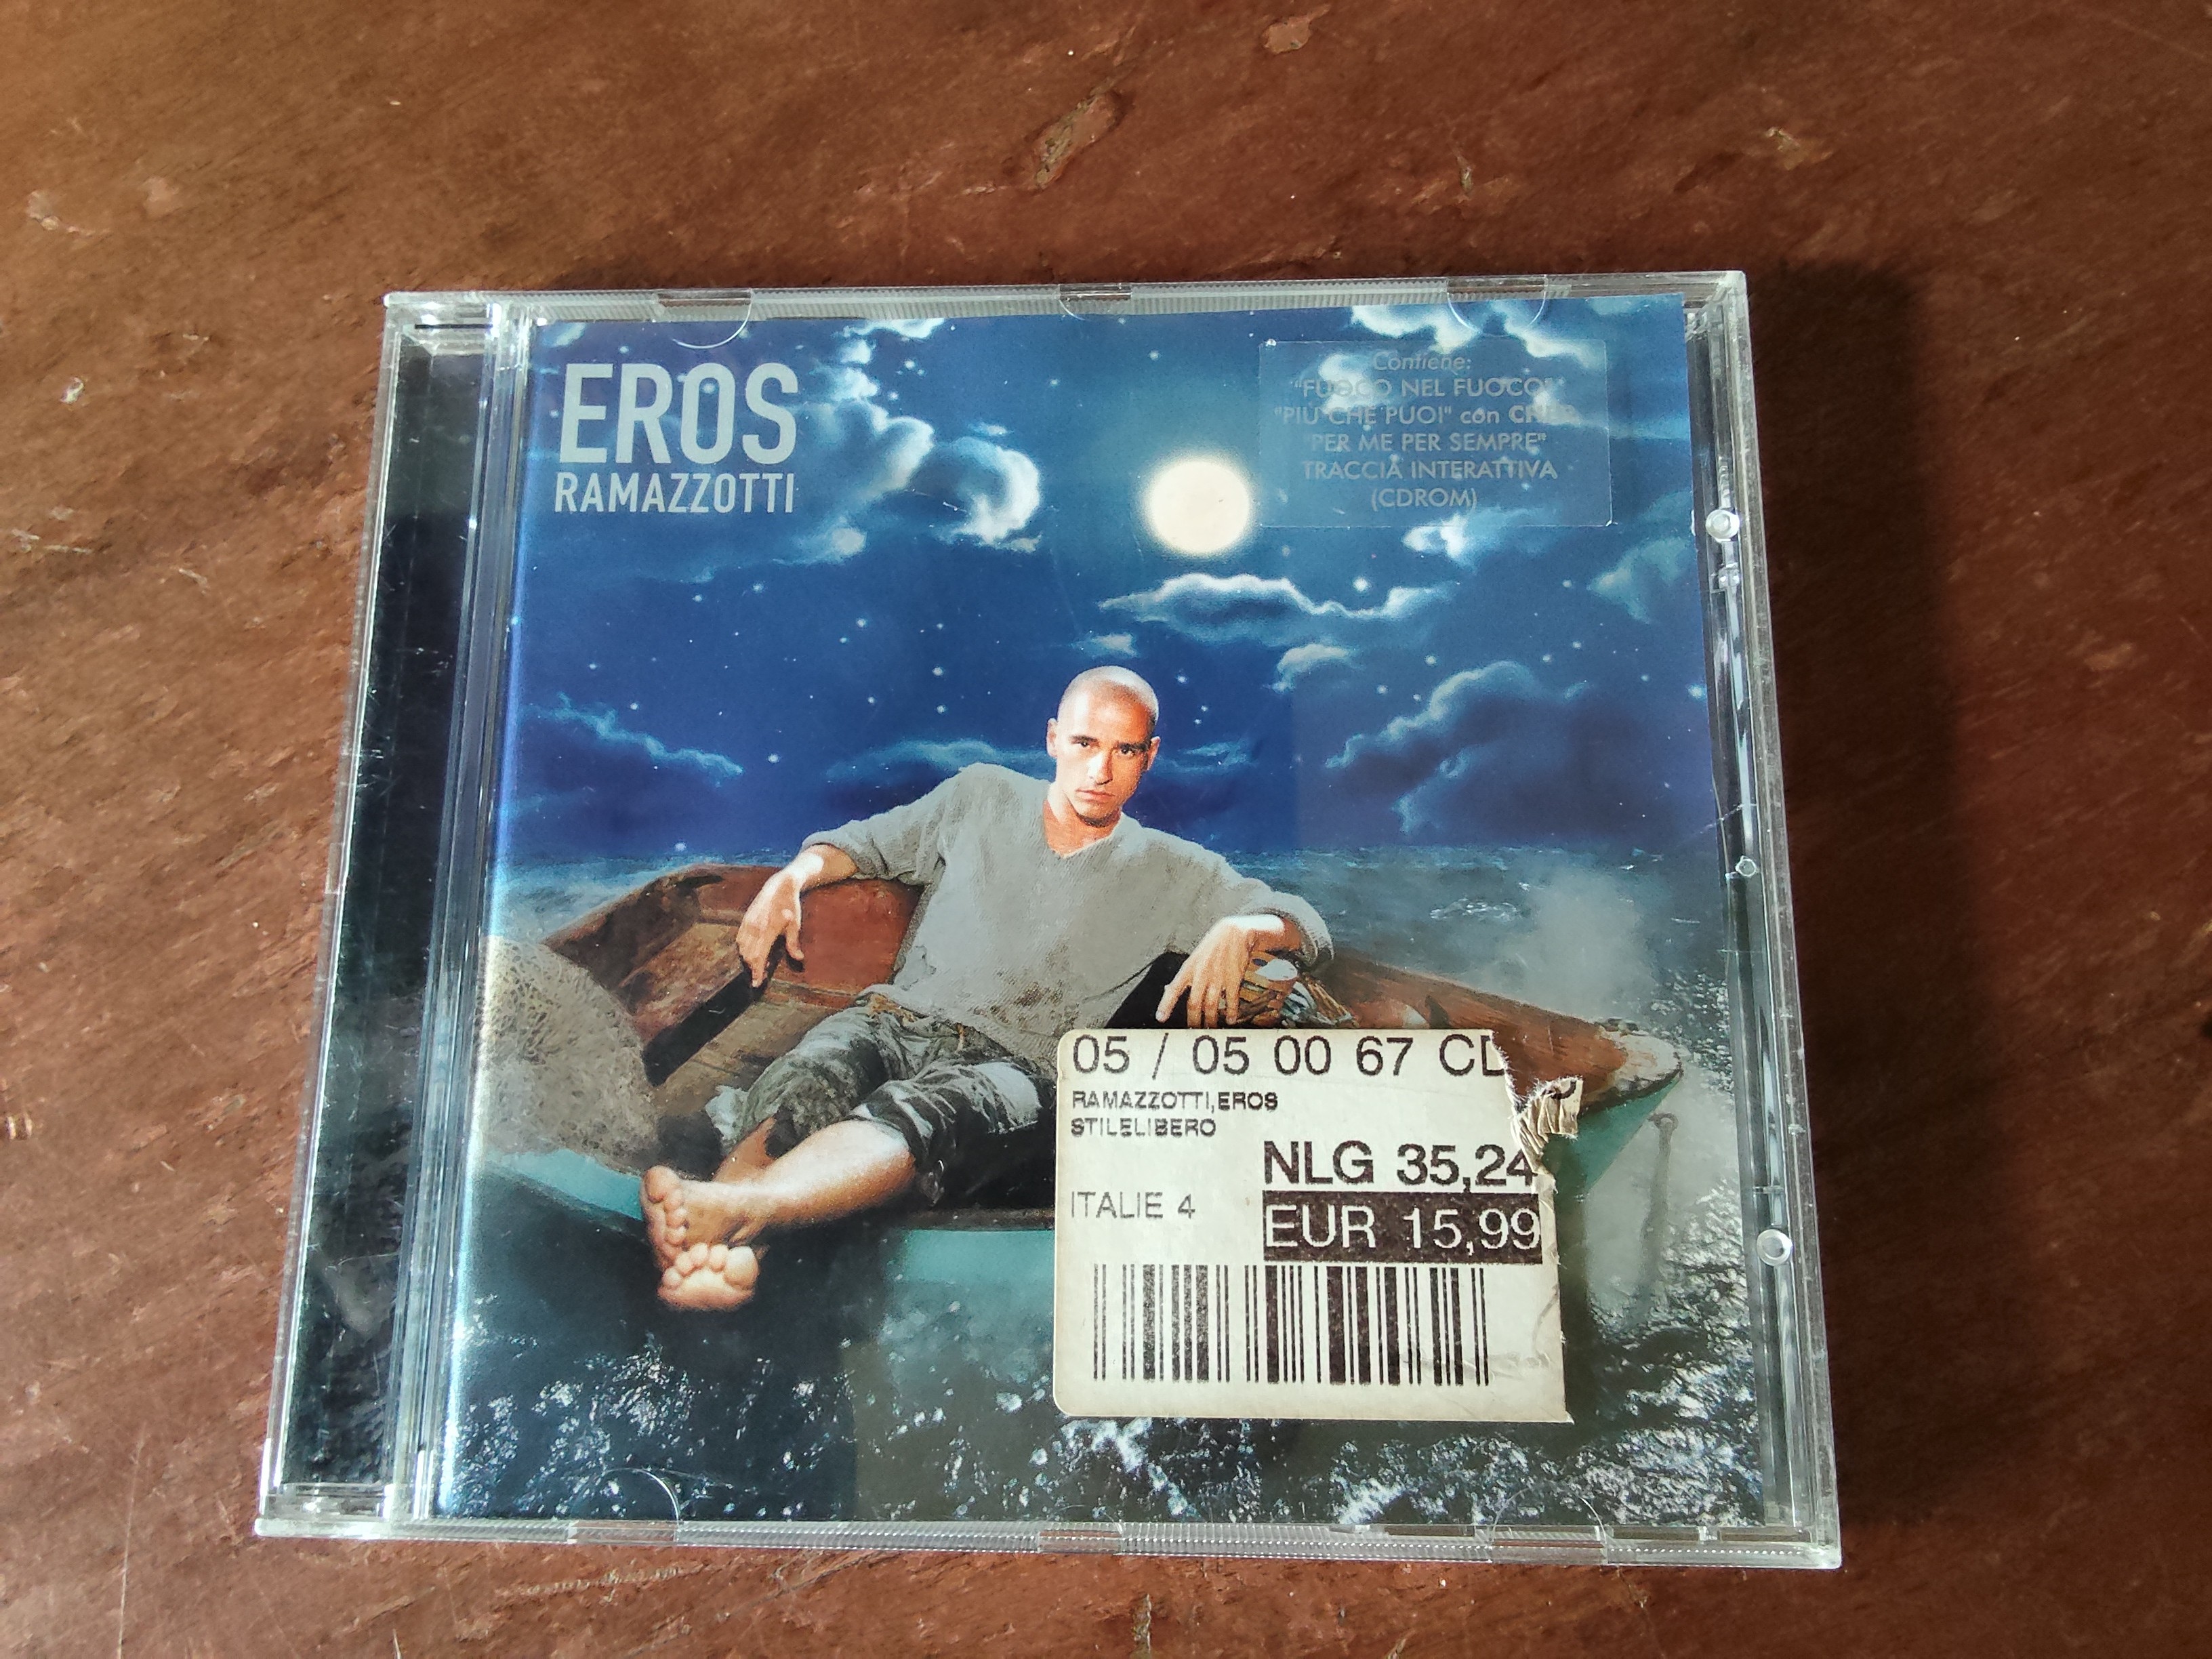 EROS
RAMAZZOTTI
Contiene:
"FUOCO NEL FUOCO"
"PIÙ CHE PUOI" con CHER
"PER ME PER SEMPRE"
TRACCIA INTERATTIVA
(CDROM)
05 / 05 00 67 CD
RAMAZZOTTI,EROS
STILELIBERO
NLG 35,24
ITALIE 4
EUR 15,99